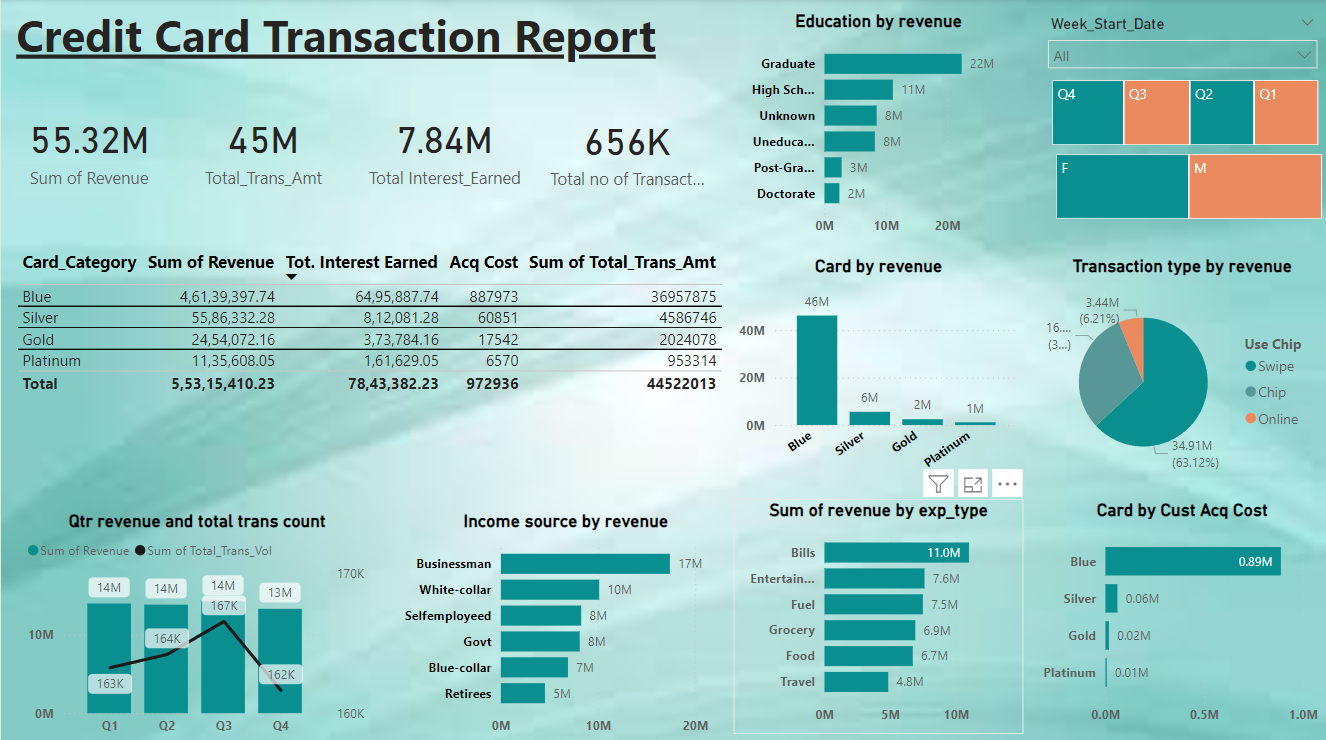 Credit Card Transaction Report
55.32M
Sum of Revenue
45M
Total_Trans_Amt
7.84M
Total Interest_Earned
656K
Total no of Transact...
Education by revenue
Graduate 22M
High Sch... 11M
Unknown 8M
Uneduca... 8M
Post-Gra... 3M
Doctorate 2M
0M 10M 20M
Week_Start_Date
All
Q4 Q3 Q2 Q1
F M
Card_Category Sum of Revenue Tot. Interest Earned Acq Cost Sum of Total_Trans_Amt
Blue 4,61,39,397.74 64,95,887.74 887973 36957875
Silver 55,86,332.28 8,12,081.28 60851 4586746
Gold 24,54,072.16 3,73,784.16 17542 2024078
Platinum 11,35,608.05 1,61,629.05 6570 953314
Total 5,53,15,410.23 78,43,382.23 972936 44522013
Card by revenue
46M
40M
20M
6M
2M
1M
0M
Blue Silver Gold Platinum
Transaction type by revenue
3.44M
(6.21%)
16....
(3...)
34.91M
(63.12%)
Use Chip
Swipe
Chip
Online
Qtr revenue and total trans count
Sum of Revenue Sum of Total_Trans_Vol
170K
14M 14M 14M 13M
167K
10M
164K
163K
162K
0M
160K
Q1 Q2 Q3 Q4
Income source by revenue
Businessman 17M
White-collar 10M
Selfemployeed 8M
Govt 8M
Blue-collar 7M
Retirees 5M
0M 10M 20M
Sum of revenue by exp_type
Bills 11.0M
Entertain... 7.6M
Fuel 7.5M
Grocery 6.9M
Food 6.7M
Travel 4.8M
0M 5M 10M
Card by Cust Acq Cost
Blue 0.89M
Silver 0.06M
Gold 0.02M
Platinum 0.01M
0.0M 0.5M 1.0M